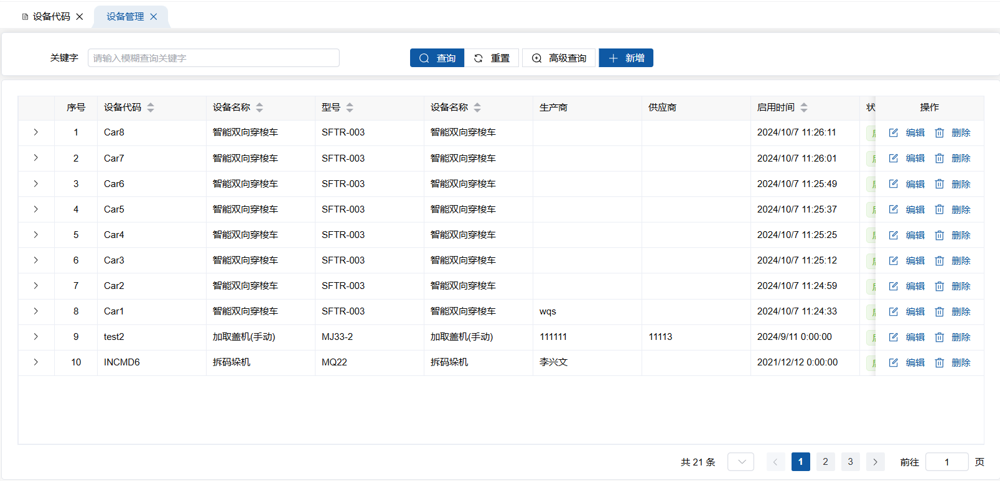 设备代码 设备管理
关键字 请输入模糊查询关键字 查询 重置 高级查询 新增
序号 设备代码 设备名称 型号 设备名称 生产商 供应商 启用时间 状 操作
1 Car8 智能双向穿梭车 SFTR-003 智能双向穿梭车 2024/10/7 11:26:11 编辑 删除
2 Car7 智能双向穿梭车 SFTR-003 智能双向穿梭车 2024/10/7 11:26:01 编辑 删除
3 Car6 智能双向穿梭车 SFTR-003 智能双向穿梭车 2024/10/7 11:25:49 编辑 删除
4 Car5 智能双向穿梭车 SFTR-003 智能双向穿梭车 2024/10/7 11:25:37 编辑 删除
5 Car4 智能双向穿梭车 SFTR-003 智能双向穿梭车 2024/10/7 11:25:25 编辑 删除
6 Car3 智能双向穿梭车 SFTR-003 智能双向穿梭车 2024/10/7 11:25:12 编辑 删除
7 Car2 智能双向穿梭车 SFTR-003 智能双向穿梭车 2024/10/7 11:24:59 编辑 删除
8 Car1 智能双向穿梭车 SFTR-003 智能双向穿梭车 wqs 2024/10/7 11:24:33 编辑 删除
9 test2 加取盖机(手动) MJ33-2 加取盖机(手动) 111111 11113 2024/9/11 0:00:00 编辑 删除
10 INCMD6 拆码垛机 MQ22 拆码垛机 李兴文 2021/12/12 0:00:00 编辑 删除
共 21 条 1 2 3 前往 1 页